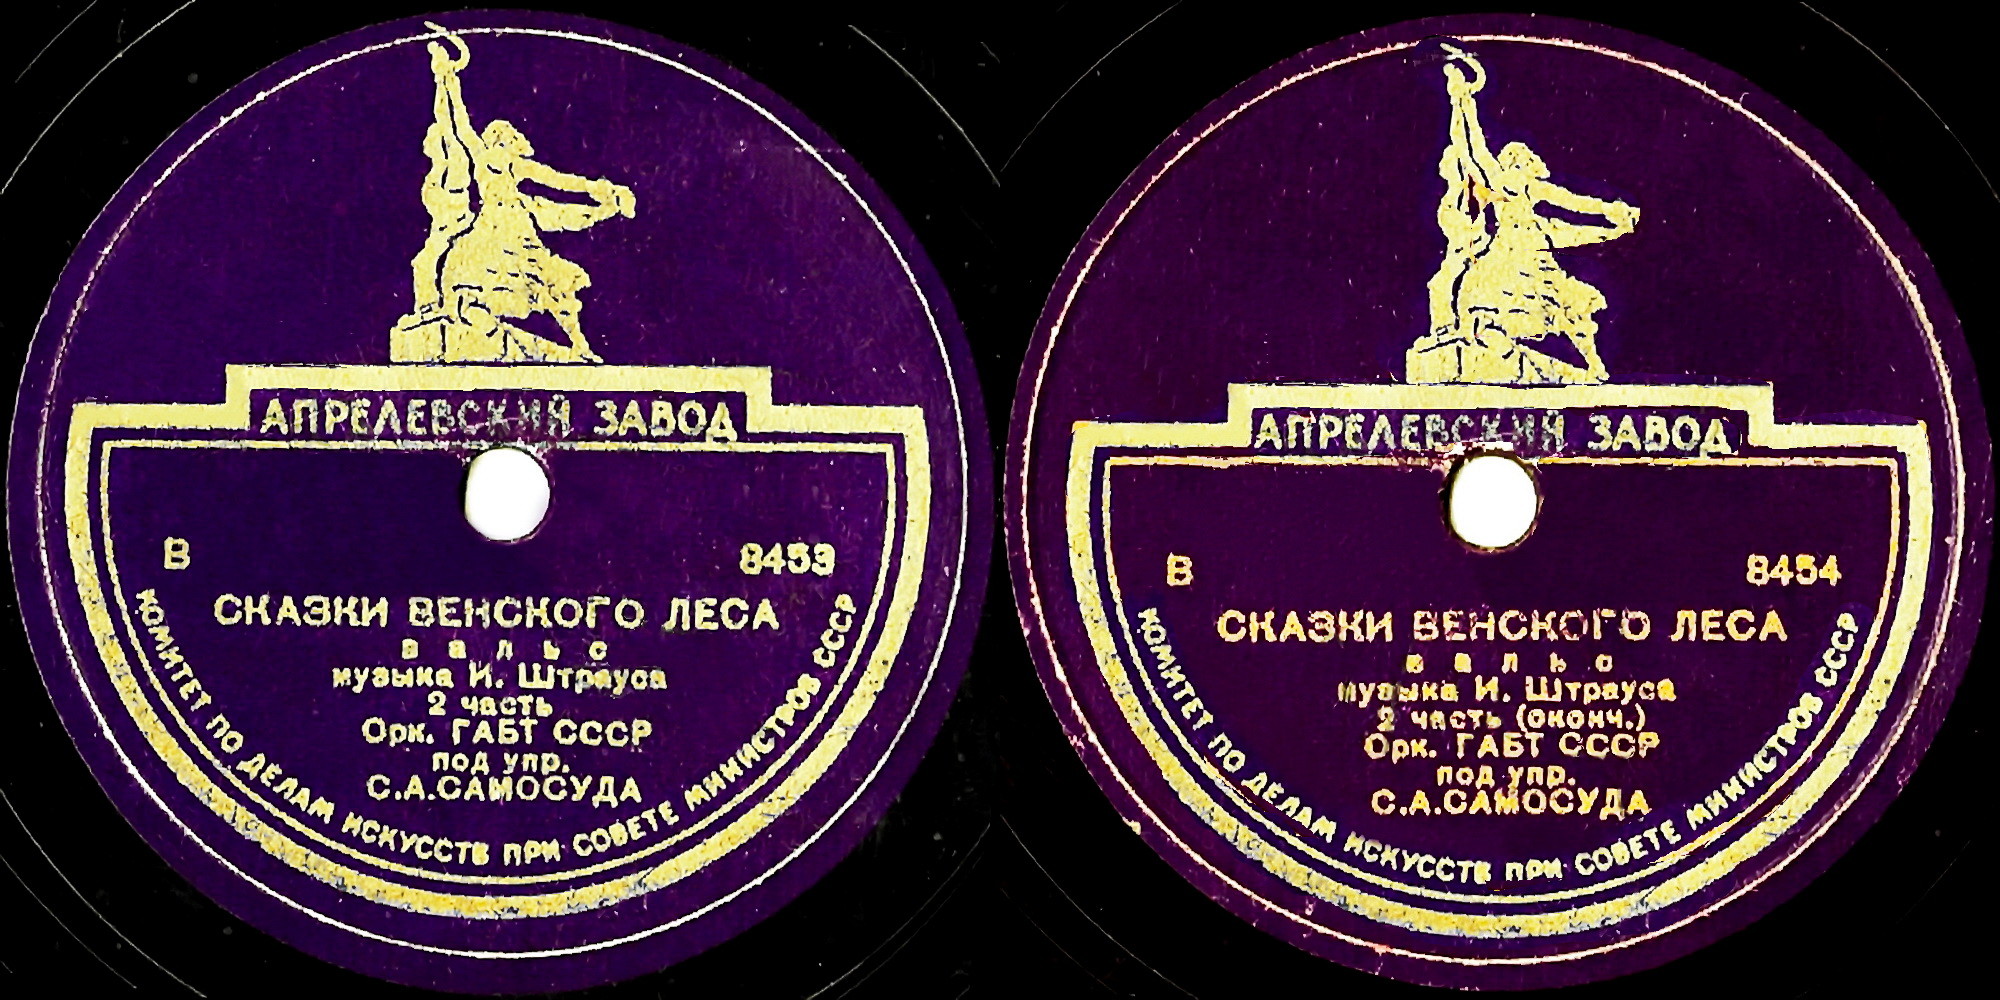 АПРЕЛЕВСКИЙ ЗАВОД
В 8453
СКАЗКИ ВЕНСКОГО ЛЕСА
вальс
музыка И. Штрауса
2 часть
Орк. ГАБТ СССР
под упр.
С.А.САМОСУДА
КОМИТЕТ ПО ДЕЛАМ ИСКУССТВ ПРИ СОВЕТЕ МИНИСТРОВ СССР
АПРЕЛЕВСКИЙ ЗАВОД
В 8454
СКАЗКИ ВЕНСКОГО ЛЕСА
вальс
музыка И. Штрауса
2 часть (оконч.)
Орк. ГАБТ СССР
под упр.
С.А.САМОСУДА
КОМИТЕТ ПО ДЕЛАМ ИСКУССТВ ПРИ СОВЕТЕ МИНИСТРОВ СССР